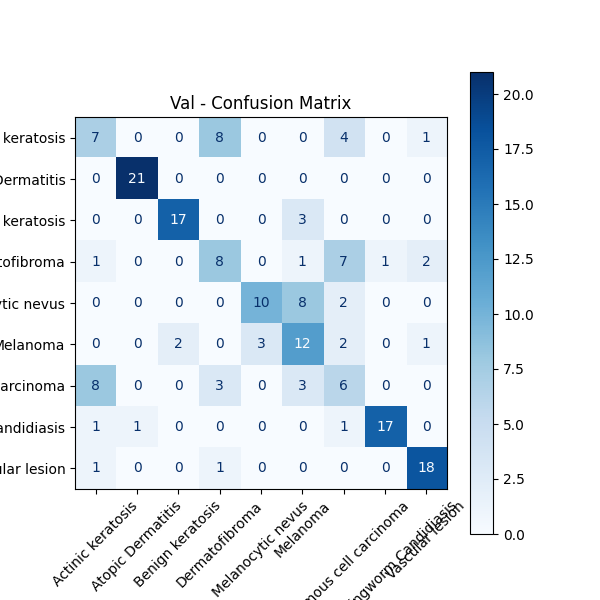 Val - Confusion Matrix
keratosis 7 0 0 8 0 0 4 0 1
Dermatitis 0 21 0 0 0 0 0 0 0
keratosis 0 0 17 0 0 3 0 0 0
tofibroma 1 0 0 8 0 1 7 1 2
tic nevus 0 0 0 0 10 8 2 0 0
Melanoma 0 0 2 0 3 12 2 0 1
arcinoma 8 0 0 3 0 3 6 0 0
andidiasis 1 1 0 0 0 0 1 17 0
ular lesion 1 0 0 1 0 0 0 0 18
Actinic keratosis
Atopic Dermatitis
Benign keratosis
Dermatofibroma
Melanocytic nevus
Melanoma
mous cell carcinoma
ngworm Candidiasis
Vascular lesion
20.0
17.5
15.0
12.5
10.0
7.5
5.0
2.5
0.0